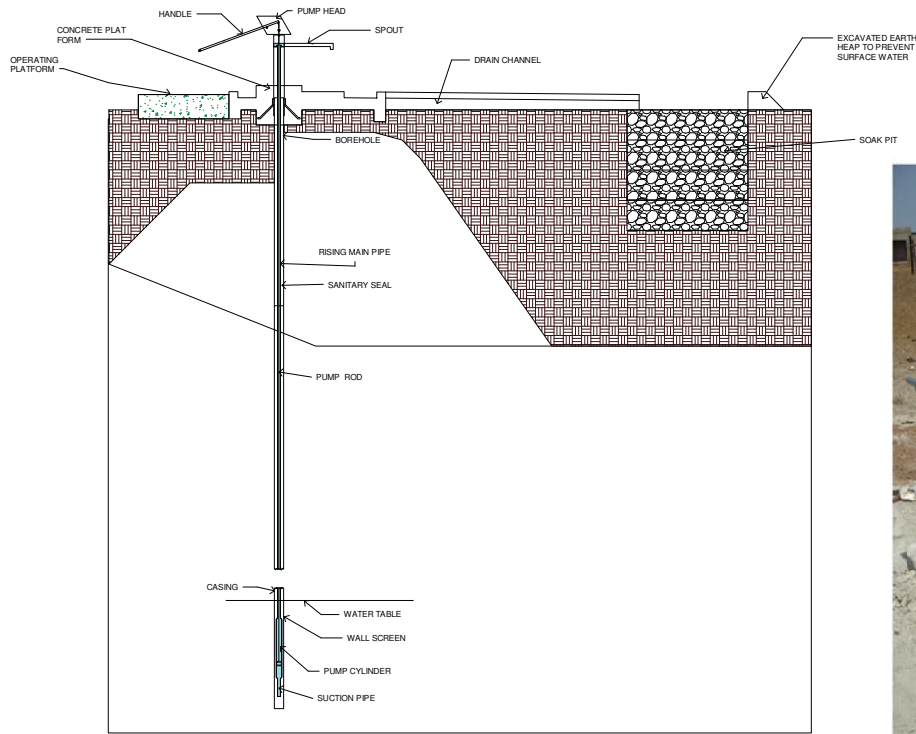 PUMP HEAD
HANDLE
SPOUT
CONCRETE PLAT
FORM
OPERATING
PLATFORM
DRAIN CHANNEL
EXCAVATED EARTH
HEAP TO PREVENT
SURFACE WATER
SOAK PIT
BOREHOLE
RISING MAIN PIPE
SANITARY SEAL
PUMP ROD
CASING
WATER TABLE
WALL SCREEN
PUMP CYLINDER
SUCTION PIPE